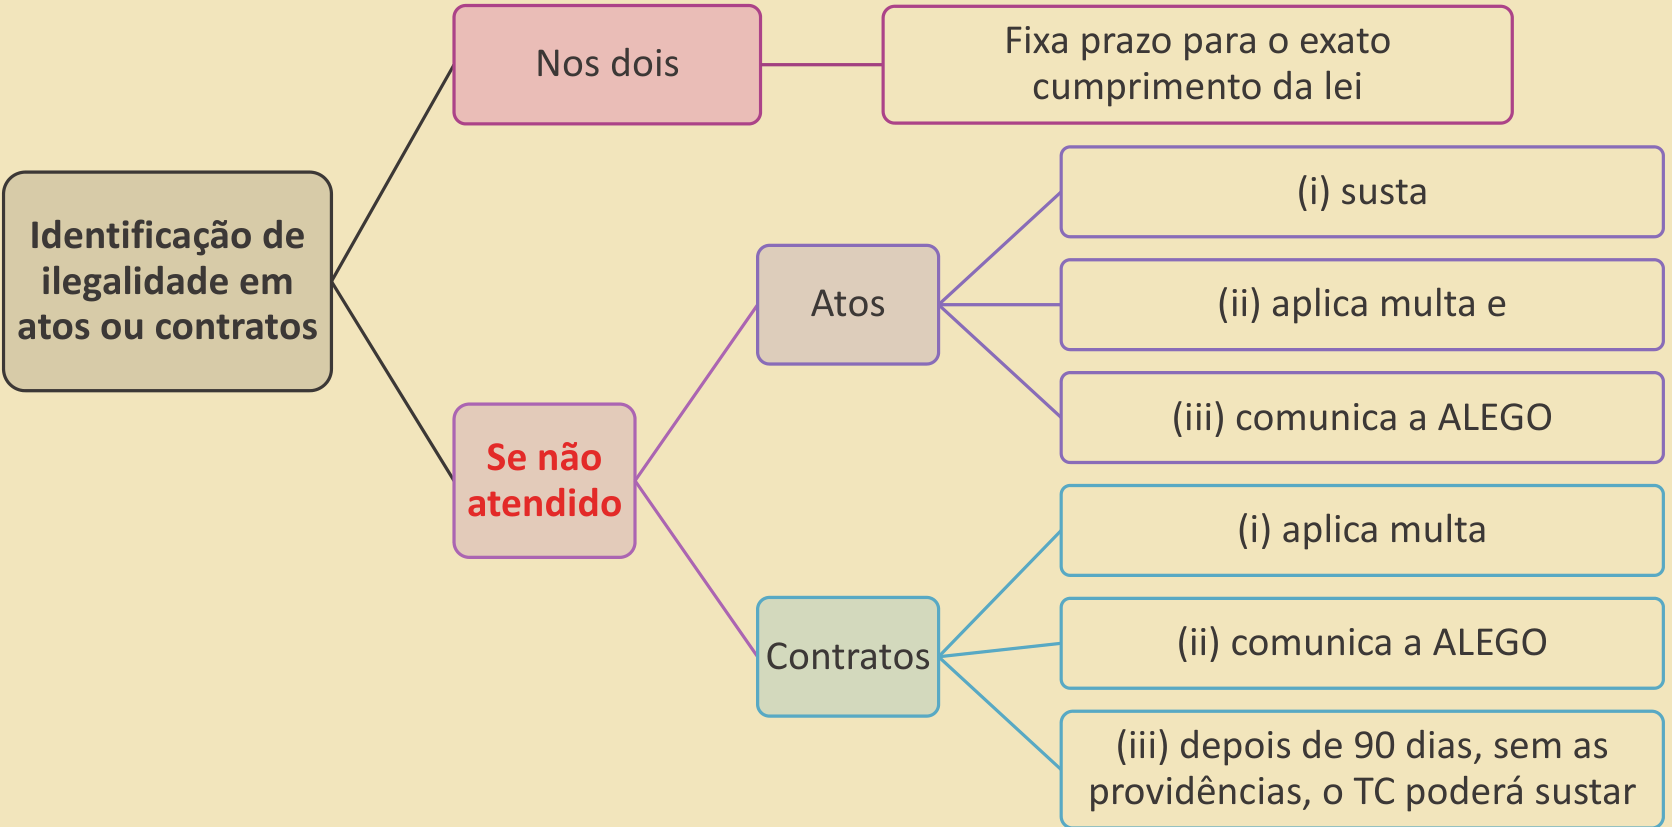 Identificação de
ilegalidade em
atos ou contratos
Nos dois
Fixa prazo para o exato
cumprimento da lei
Se não
atendido
Atos
(i) susta
(ii) aplica multa e
(iii) comunica a ALEGO
Contratos
(i) aplica multa
(ii) comunica a ALEGO
(iii) depois de 90 dias, sem as
providências, o TC poderá sustar